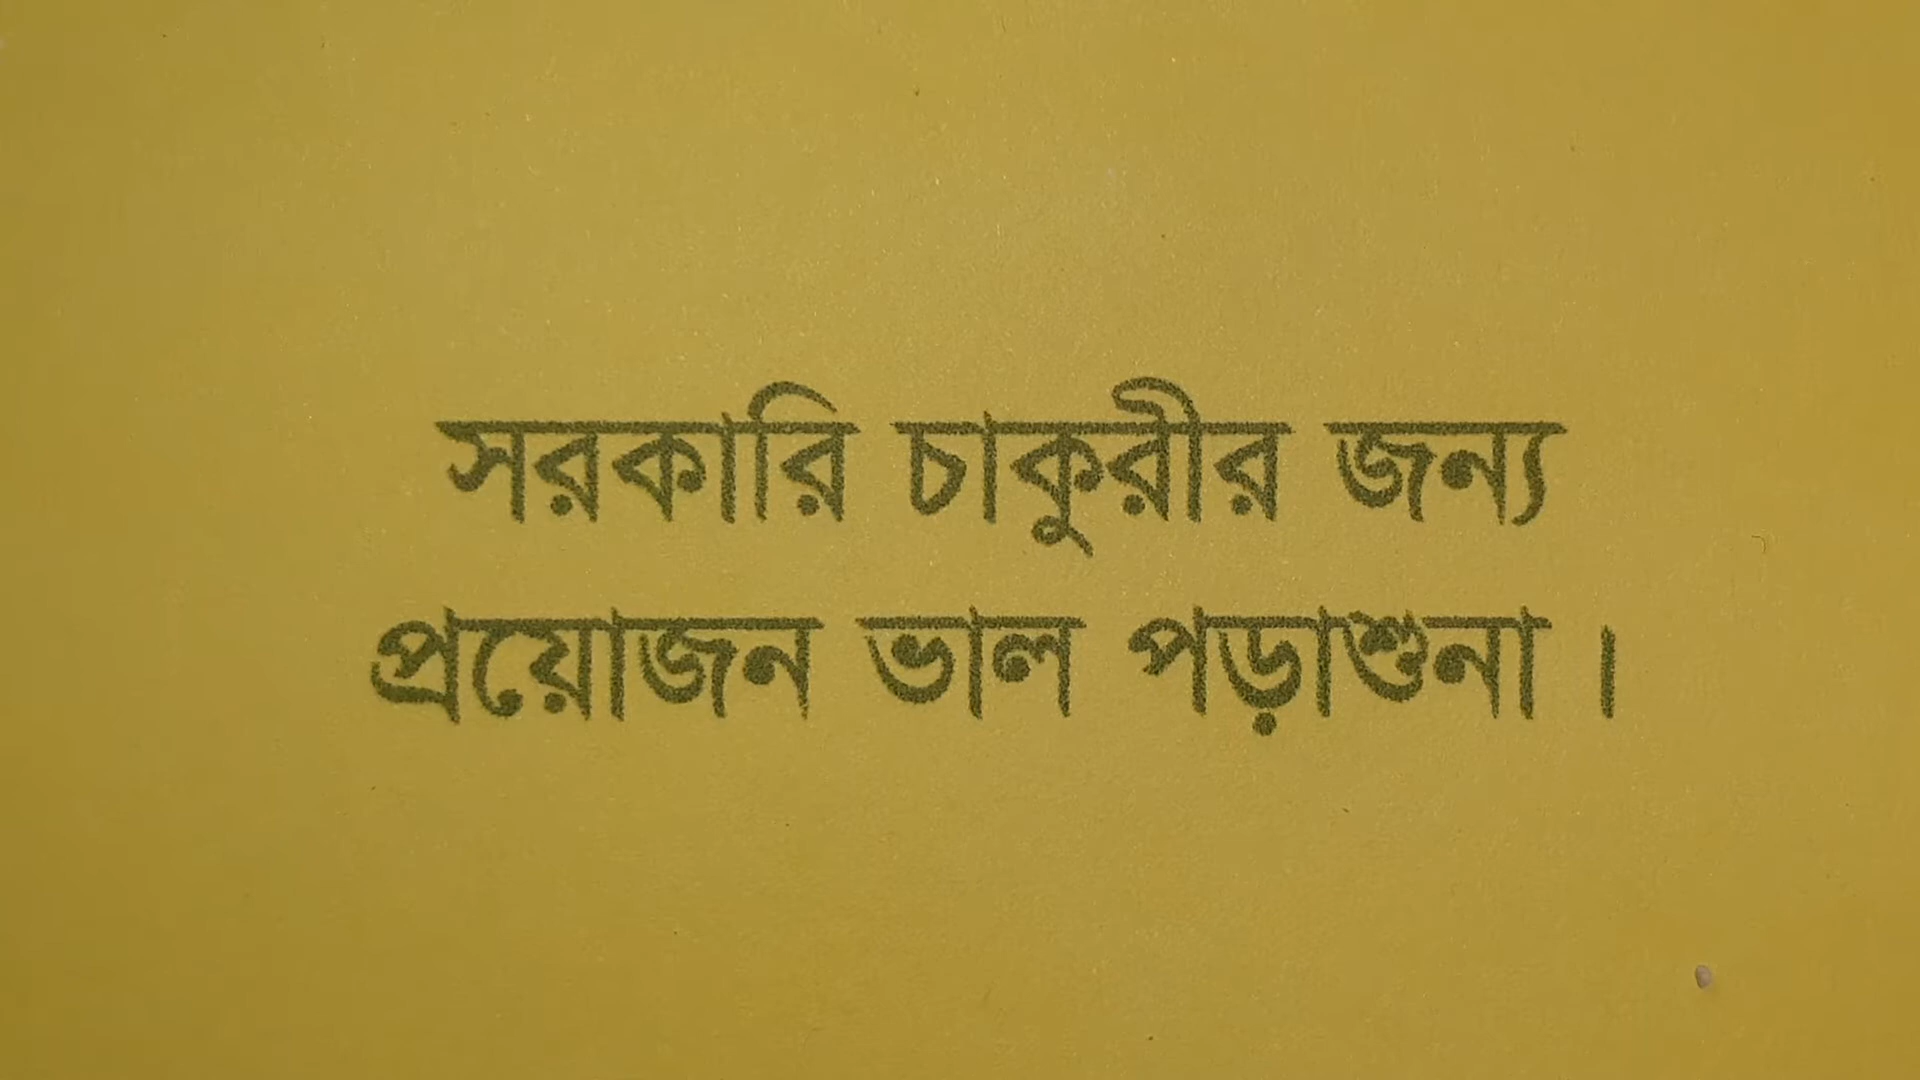 সরকারি চাকুরীর জন্য
প্রয়োজন ভাল পড়াশুনা ।